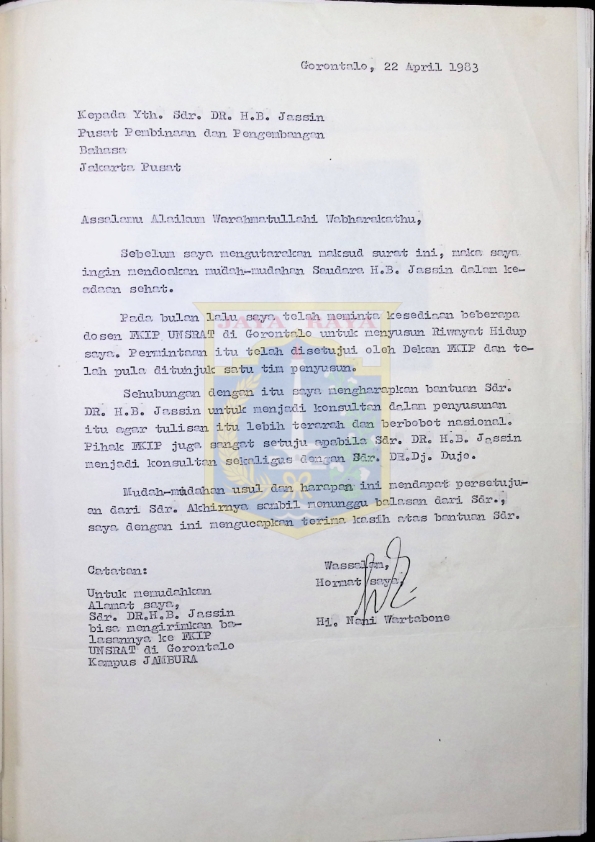 Gorontalo, 22 April 1983
Kepada Yth. Sdr. DR. H.B. Jassin
Pusat Pembinaan dan Pengembangan
Bahasa
Jakarta Pusat
Assalamu Alaikum Warahmatullahi Wabharakathu,
Sebelum saya mengutarakan maksud surat ini, maka saya
ingin mendoakan mudah-mudahan Saudara H.B. Jassin dalam ke-
adaan sehat.
Pada bulan lalu saya telah meminta kesediaan beberapa
dosen FKIP UNSRAT di Gorontalo untuk menyusun Riwayat Hidup
saya. Permintaan itu telah disetujui oleh Dekan FKIP dan te-
lah pula ditunjuk satu tim penyusun.
Sehubungan dengan itu saya mengharapkan bantuan Sdr.
DR. H.B. Jassin untuk menjadi konsultan dalam penyusunan
itu agar tulisan itu lebih terarah dan berbobot nasional.
Pihak FKIP juga sangat setuju apabila Sdr. DR. H.B. Jassin
menjadi konsultan sekaligus dengan Sdr. DR.Dj. Dujo.
Mudah-mudahan usul dan harapan ini mendapat persetuju-
an dari Sdr. Akhirnya sambil menunggu balasan dari Sdr.,
saya dengan ini mengucapkan terima kasih atas bantuan Sdr.
Wassalam,
Hormat saya,
Hi. Nani Wartabone
Catatan:
Untuk memudahkan
Alamat saya,
Sdr. DR.H.B. Jassin
bisa mengirimkan ba-
lasannya ke FKIP
UNSRAT di Gorontalo
Kampus JAMBURA
JAYA RAYA